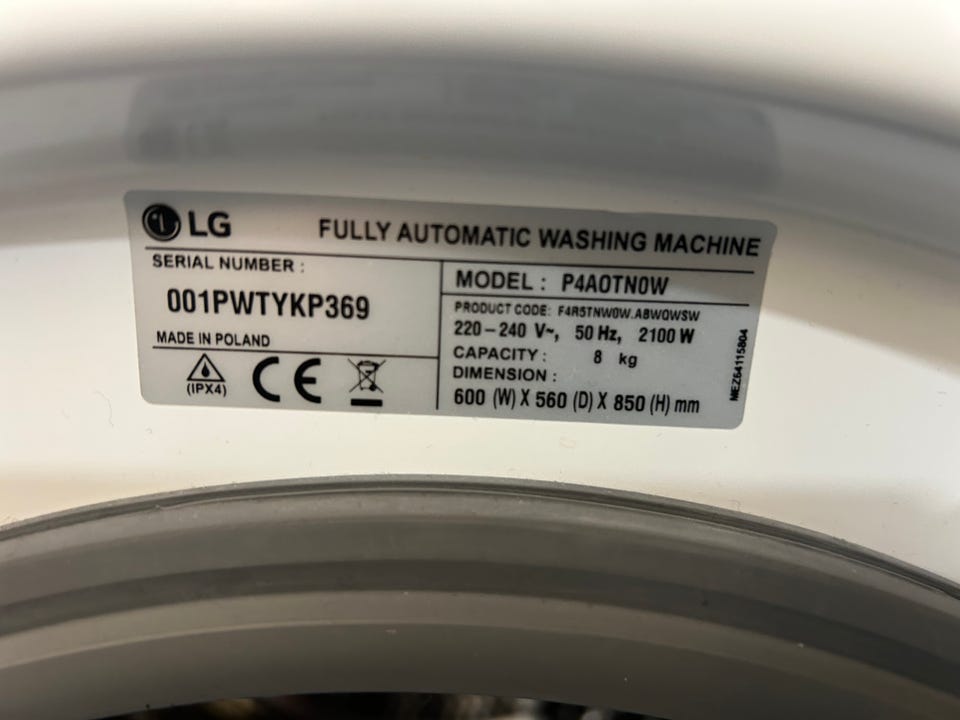 LG FULLY AUTOMATIC WASHING MACHINE
SERIAL NUMBER :
001PWTYKP369
MADE IN POLAND
(IPX4) CE
MODEL : P4AOTN0W
PRODUCT CODE: F4R5TNW0W.ABWQWSW
220-240 V~, 50 Hz, 2100 W
CAPACITY : 8 kg
DIMENSION :
600 (W) X 560 (D) X 850 (H) mm
MEZ64115804